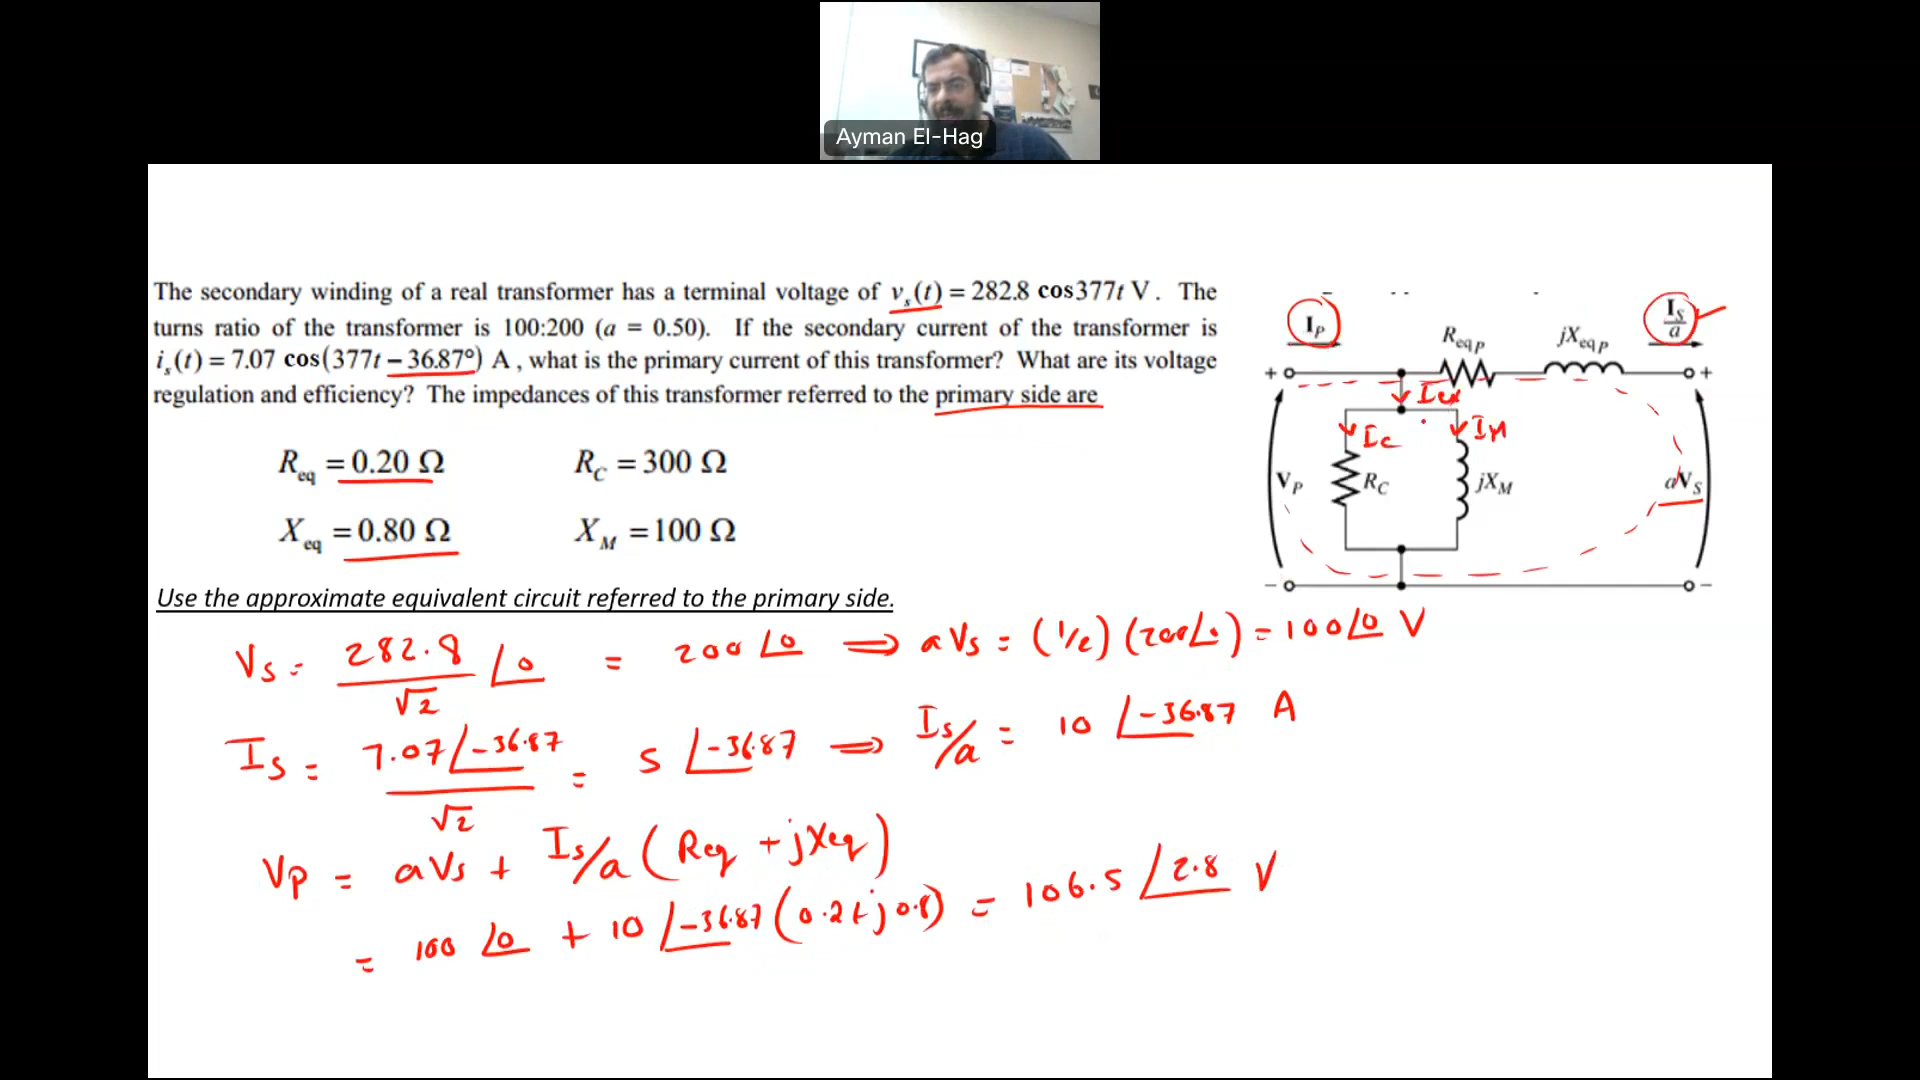 Ayman El-Hag
The secondary winding of a real transformer has a terminal voltage of vₛ(t) = 282.8 cos377t V. The
turns ratio of the transformer is 100:200 (a = 0.50). If the secondary current of the transformer is
iₛ(t) = 7.07 cos(377t − 36.87°) A, what is the primary current of this transformer? What are its voltage
regulation and efficiency? The impedances of this transformer referred to the primary side are
R_eq = 0.20 Ω
R_C = 300 Ω
X_eq = 0.80 Ω
X_M = 100 Ω
Use the approximate equivalent circuit referred to the primary side.
I_P
R_eqP
jX_eqP
I_S/a
+
+
I_C
I_M
V_P
R_C
jX_M
aV_S
−
−
Vs = 282.8/√2 ∠0 = 200 ∠0 ⇒ aVs = (1/2)(200∠0) = 100∠0 V
Is = 7.07∠-36.87/√2 = 5 ∠-36.87 ⇒ Is/a = 10 ∠-36.87 A
Vp = aVs + Is/a (Req + jXeq)
= 100 ∠0 + 10 ∠-36.87 (0.2+j0.8) = 106.5 ∠2.8 V